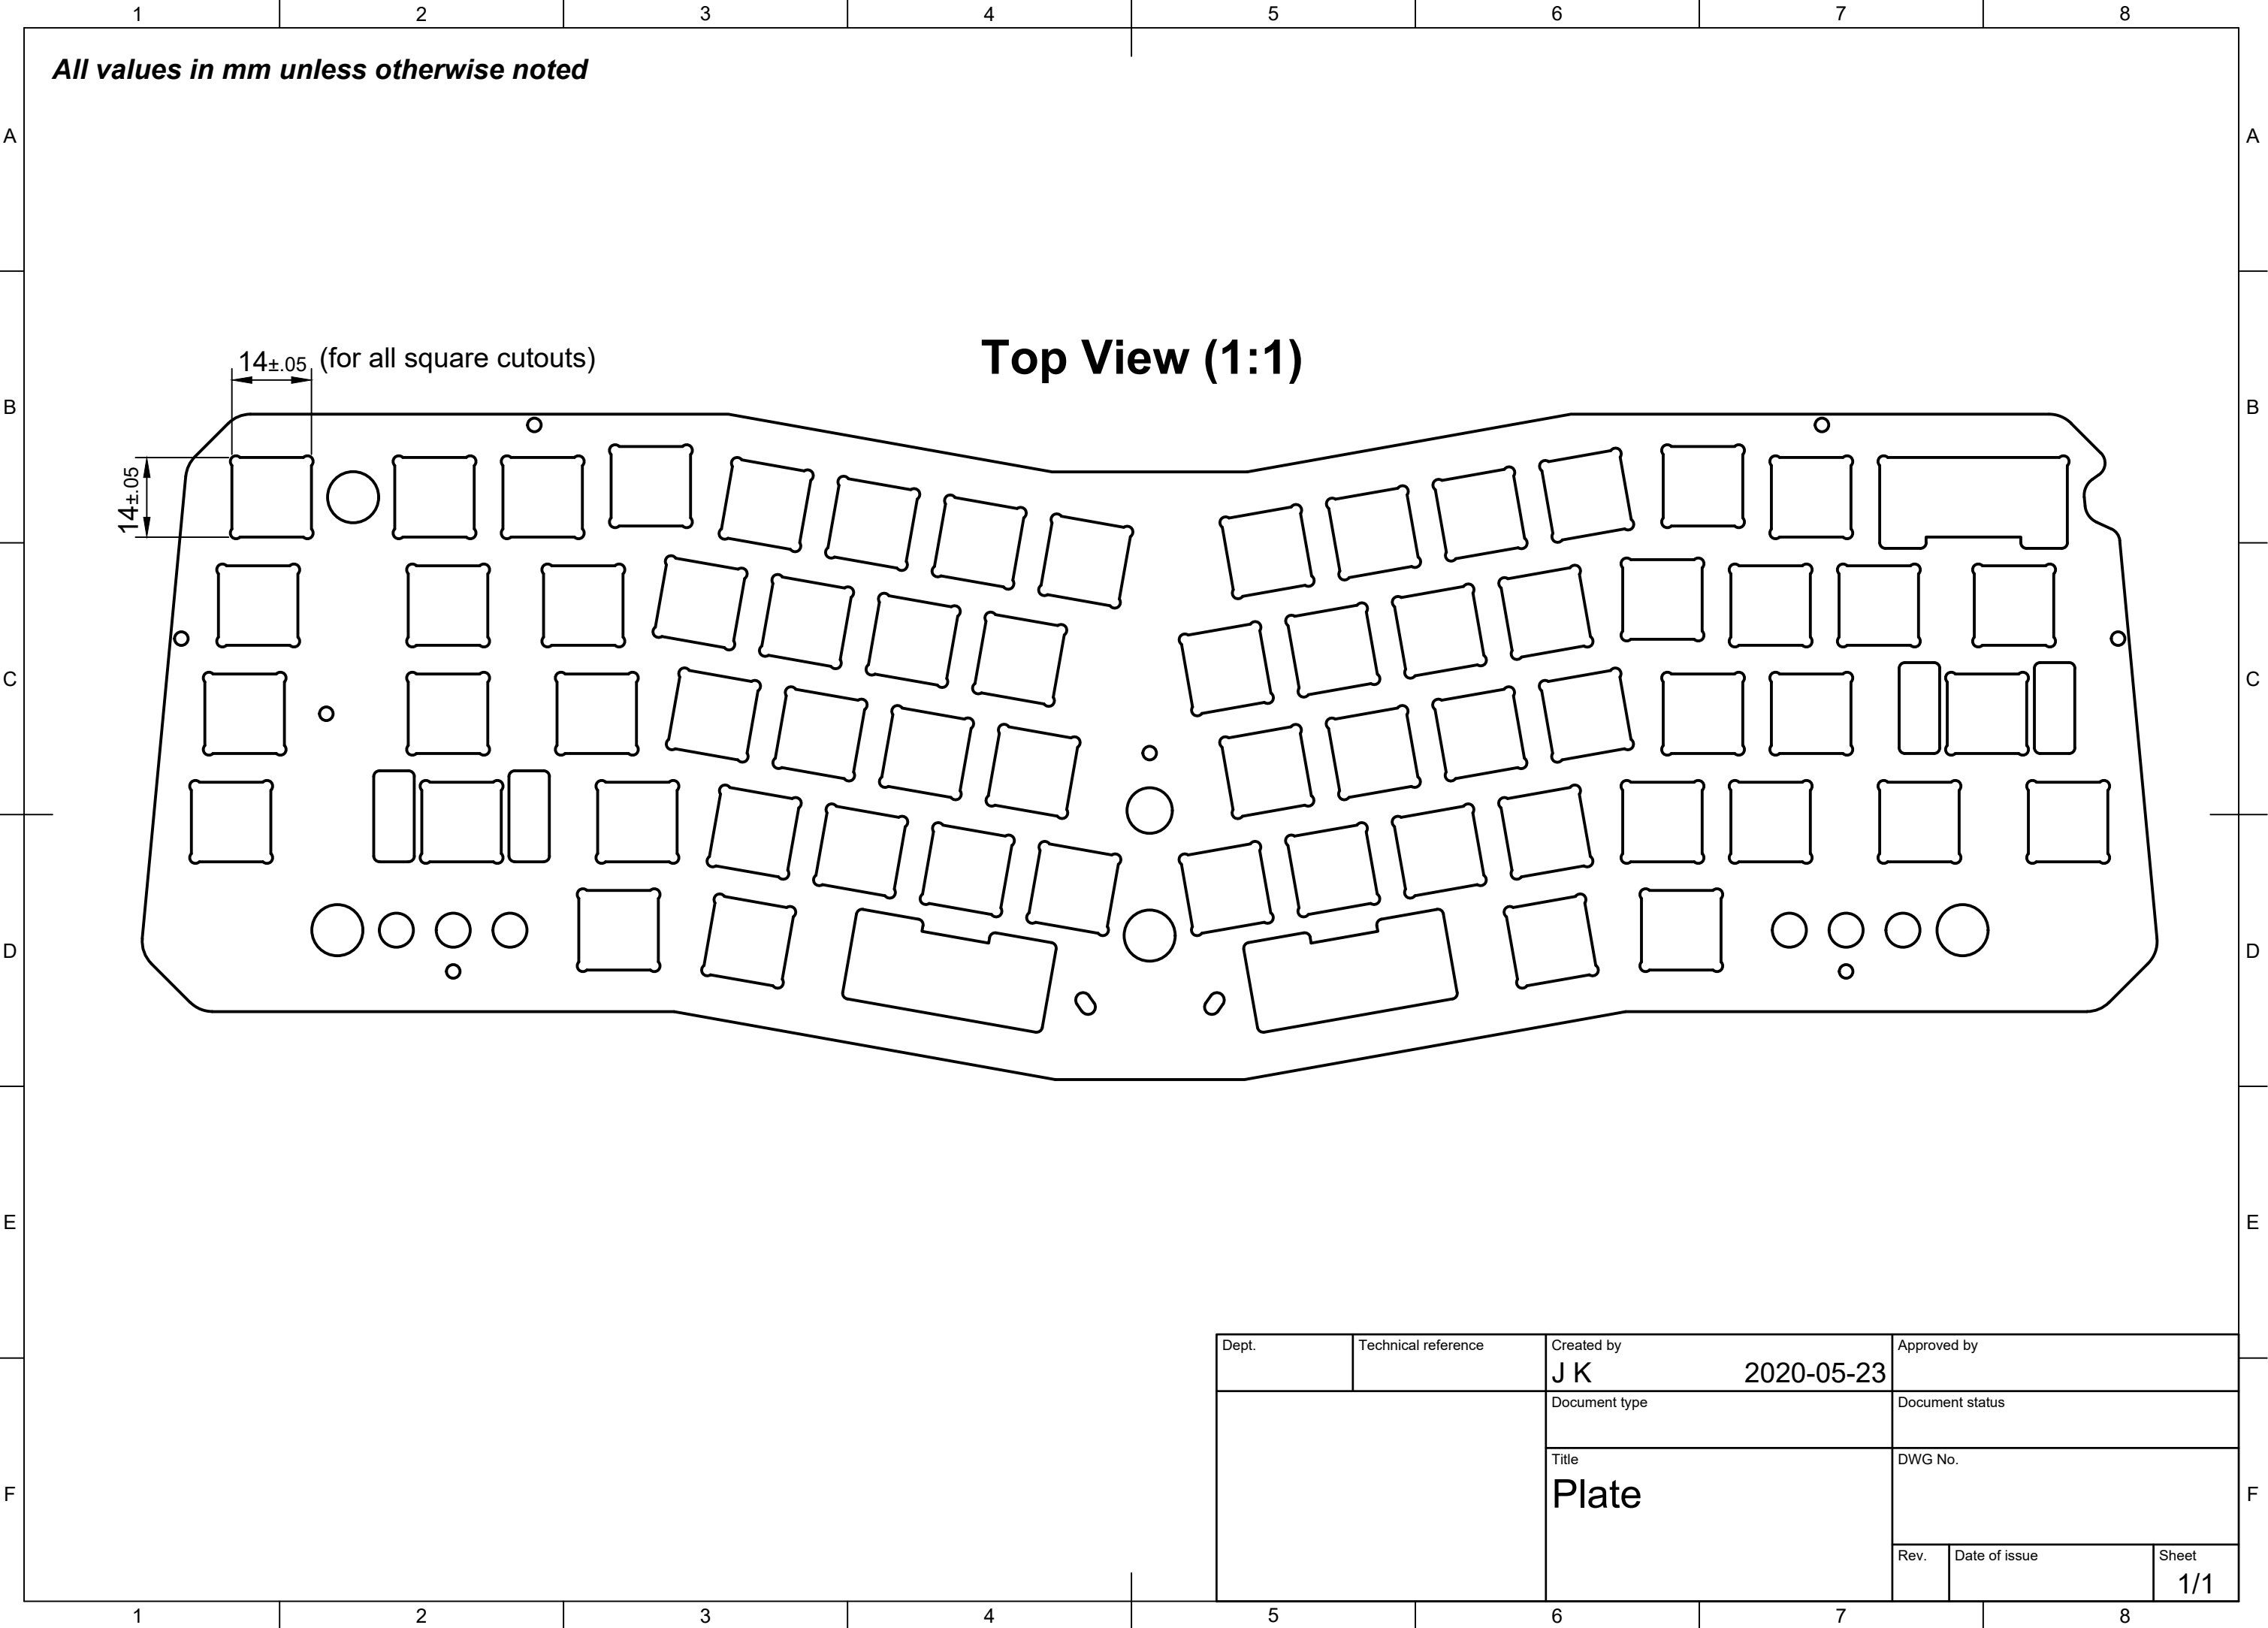 1 2 3 4 5 6 7 8
All values in mm unless otherwise noted
A A
Top View (1:1)
14±.05 (for all square cutouts)
B B
14±.05
C C
D D
E E
Dept. Technical reference Created by Approved by
J K 2020-05-23
Document type Document status
Title DWG No.
Plate
F F
Rev. Date of issue Sheet
1/1
1 2 3 4 5 6 7 8